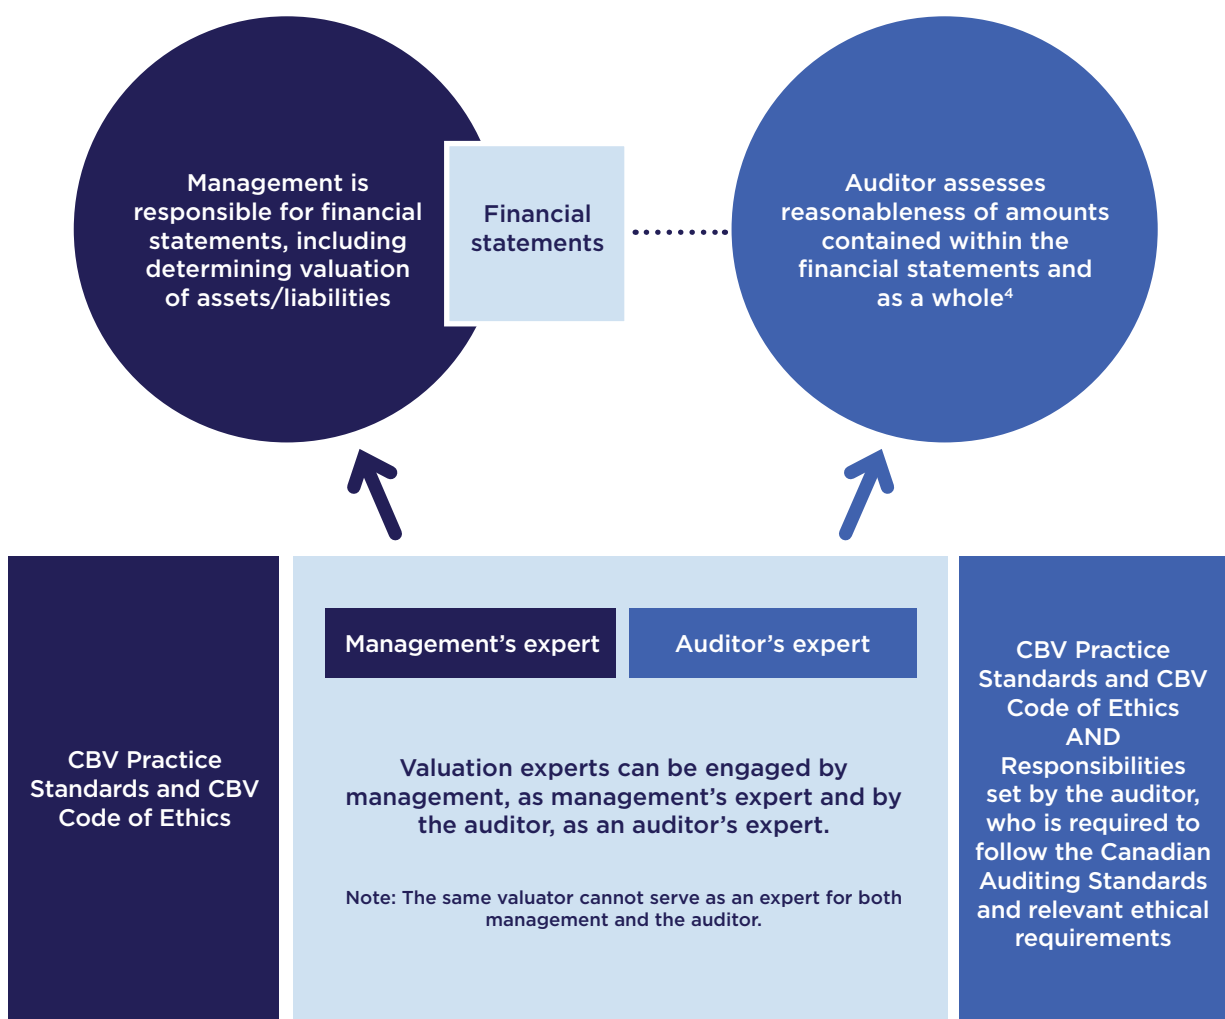 Management is
responsible for financial
statements, including
determining valuation
of assets/liabilities
Financial
statements
Auditor assesses
reasonableness of amounts
contained within the
financial statements and
as a whole⁴
CBV Practice
Standards and CBV
Code of Ethics
Management’s expert
Auditor’s expert
Valuation experts can be engaged by
management, as management’s expert and by
the auditor, as an auditor’s expert.
Note: The same valuator cannot serve as an expert for both
management and the auditor.
CBV Practice
Standards and CBV
Code of Ethics
AND
Responsibilities
set by the auditor,
who is required to
follow the Canadian
Auditing Standards
and relevant ethical
requirements